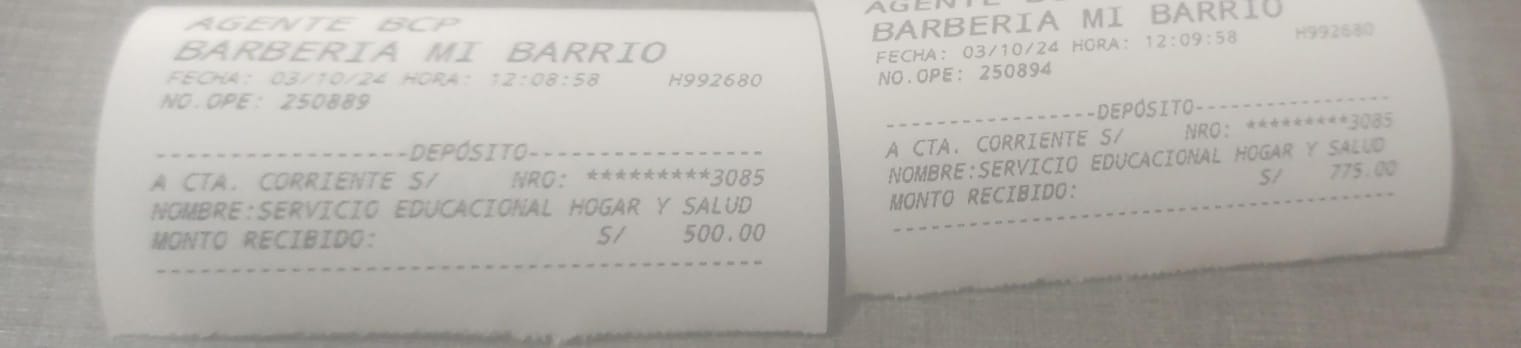 AGENTE BCP
BARBERIA MI BARRIO
FECHA: 03/10/24 HORA: 12:08:58 H992680
NO.OPE: 250889
-----------------DEPÓSITO----------------
A CTA. CORRIENTE S/ NRO: *********3085
NOMBRE:SERVICIO EDUCACIONAL HOGAR Y SALUD
MONTO RECIBIDO: S/ 500.00
-----------------------------------------
AGENTE
BARBERIA MI BARRIO
FECHA: 03/10/24 HORA: 12:09:58 H992680
NO.OPE: 250894
-----------------DEPÓSITO----------------
A CTA. CORRIENTE S/ NRO: *********3085
NOMBRE:SERVICIO EDUCACIONAL HOGAR Y SALUD
MONTO RECIBIDO: S/ 775.00
-----------------------------------------